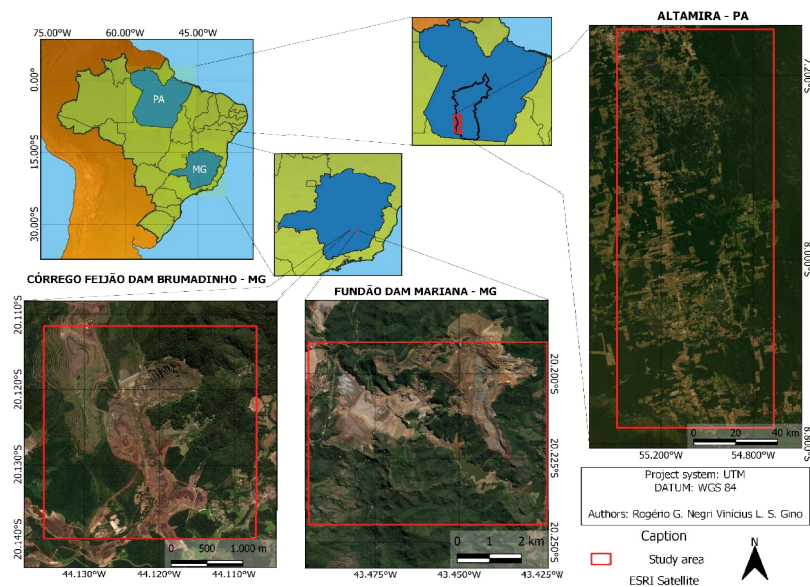 ALTAMIRA - PA
75.00°W 60.00°W 45.00°W
0.00°
15.00°S
30.00°S
PA
MG
7.200°S
8.000°S
CÓRREGO FEIJÃO DAM BRUMADINHO - MG
FUNDÃO DAM MARIANA - MG
20.110°S
20.120°S
20.130°S
20.140°S
0 500 1.000 m
44.130°W 44.120°W 44.110°W
20.200°S
20.225°S
20.250°S
0 1 2 km
43.475°W 43.450°W 43.425°W
0 20 40 km
55.200°W 54.800°W
Project system: UTM
DATUM: WGS 84
Authors: Rogério G. Negri Vinícius L. S. Gino
Caption
Study area
ESRI Satellite
N